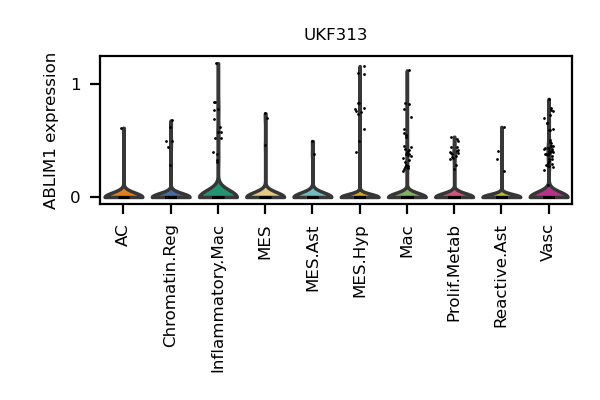 UKF313
ABLIM1 expression
1
0
AC
Chromatin.Reg
Inflammatory.Mac
MES
MES.Ast
MES.Hyp
Mac
Prolif.Metab
Reactive.Ast
Vasc